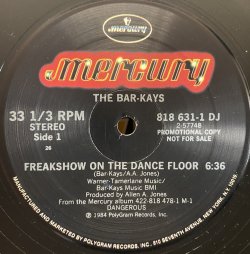 mercury
THE BAR-KAYS
33 1/3 RPM
STEREO
Side 1
26
818 631-1 DJ
2-57748
PROMOTIONAL COPY
NOT FOR SALE
FREAKSHOW ON THE DANCE FLOOR 6:36
(Bar-Kays/A.A. Jones)
Warner-Tamerlane Music/
Bar-Kays Music BMI
Produced by Allen A. Jones
From the Mercury album 422-818 478-1 M-1
DANGEROUS
℗ 1984 PolyGram Records, Inc.
MANUFACTURED AND MARKETED BY POLYGRAM RECORDS, INC. 810 SEVENTH AVENUE, NEW YORK, N.Y. 10019.